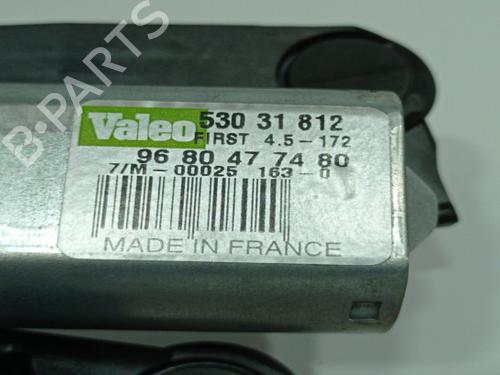 B-PARTS
Valeo 530 31 812
FIRST 4.5-172
96 80 47 74 80
7/M-00025 163-0
MADE IN FRANCE